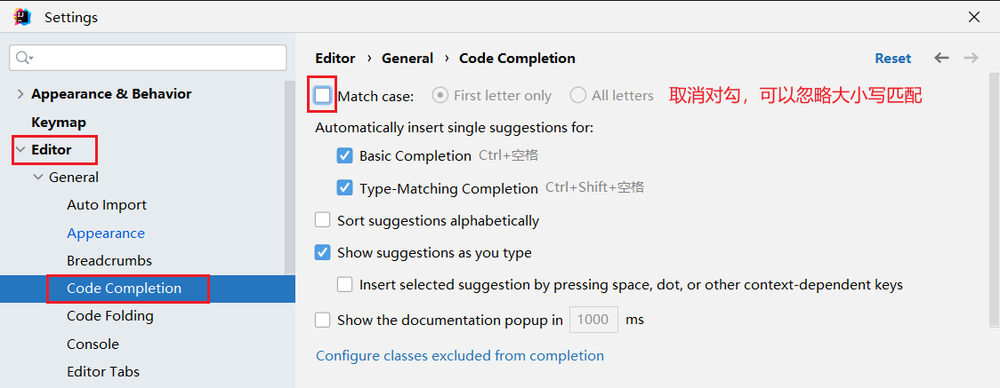 Settings
Appearance & Behavior
Keymap
Editor
General
Auto Import
Appearance
Breadcrumbs
Code Completion
Code Folding
Console
Editor Tabs
Editor › General › Code Completion
Reset
Match case: First letter only All letters 取消对勾，可以忽略大小写匹配
Automatically insert single suggestions for:
Basic Completion Ctrl+空格
Type-Matching Completion Ctrl+Shift+空格
Sort suggestions alphabetically
Show suggestions as you type
Insert selected suggestion by pressing space, dot, or other context-dependent keys
Show the documentation popup in 1000 ms
Configure classes excluded from completion